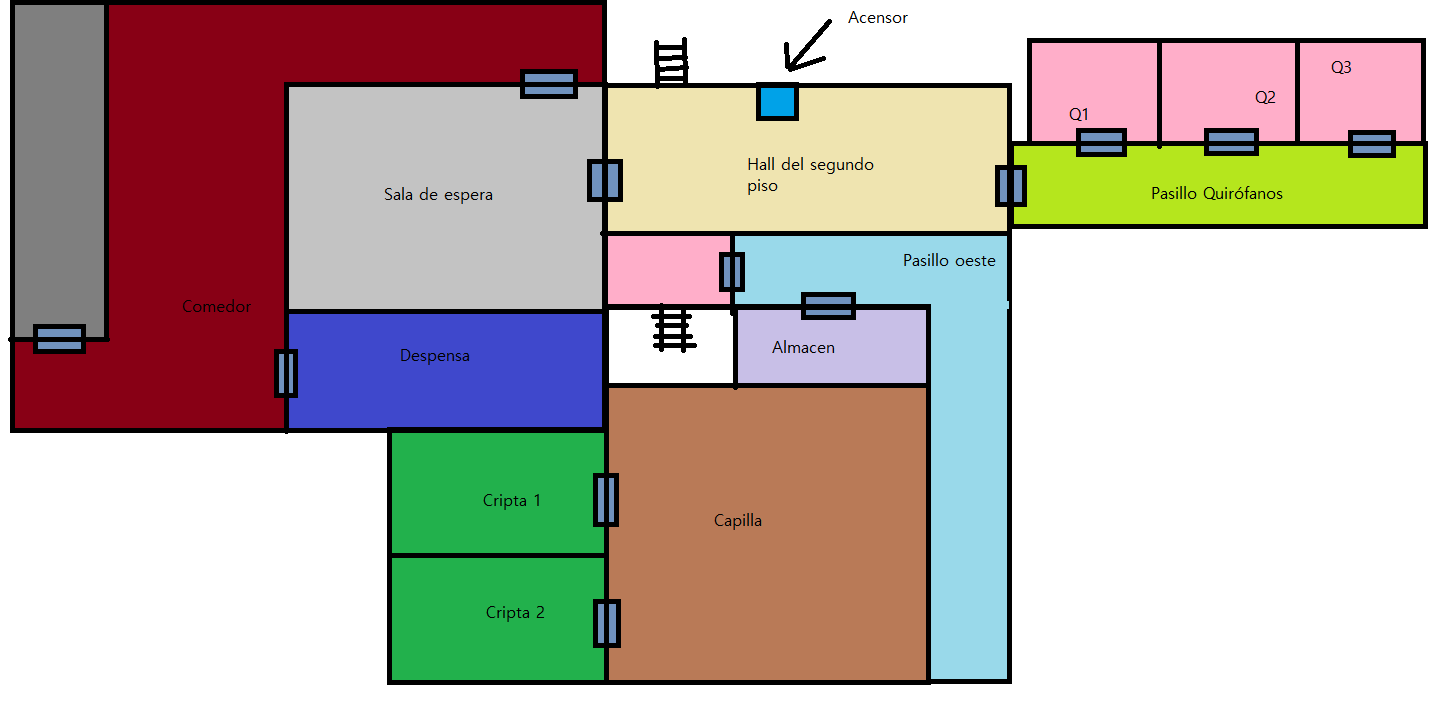 Acensor
Q3
Q2
Q1
Hall del segundo
piso
Sala de espera
Pasillo Quirófanos
Pasillo oeste
Comedor
Despensa
Almacen
Cripta 1
Capilla
Cripta 2